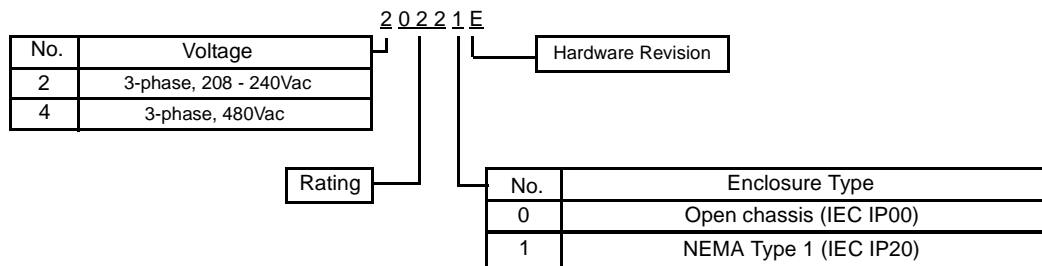 2 0 2 2 1 E
No. Voltage
2 3-phase, 208 - 240Vac
4 3-phase, 480Vac
Hardware Revision
Rating
No. Enclosure Type
0 Open chassis (IEC IP00)
1 NEMA Type 1 (IEC IP20)